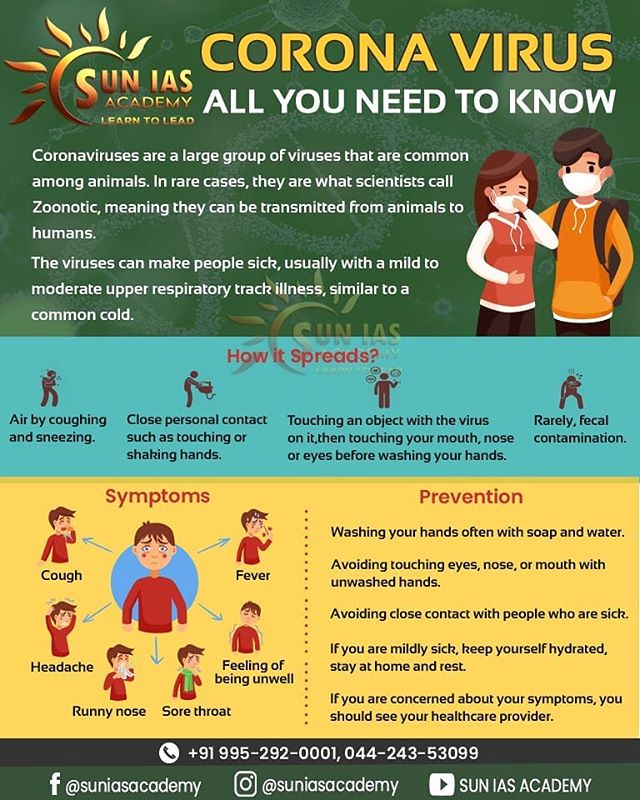 SUN IAS
ACADEMY
LEARN TO LEAD
CORONA VIRUS
ALL YOU NEED TO KNOW
Coronaviruses are a large group of viruses that are common
among animals. In rare cases, they are what scientists call
Zoonotic, meaning they can be transmitted from animals to
humans.
The viruses can make people sick, usually with a mild to
moderate upper respiratory track illness, similar to a
common cold.
SUN IAS
How it Spreads?
Air by coughing
and sneezing.
Close personal contact
such as touching or
shaking hands.
Touching an object with the virus
on it,then touching your mouth, nose
or eyes before washing your hands.
Rarely, fecal
contamination.
Symptoms
Cough
Fever
Headache
Feeling of
being unwell
Runny nose
Sore throat
Prevention
Washing your hands often with soap and water.
Avoiding touching eyes, nose, or mouth with
unwashed hands.
Avoiding close contact with people who are sick.
If you are mildly sick, keep yourself hydrated,
stay at home and rest.
If you are concerned about your symptoms, you
should see your healthcare provider.
+91 995-292-0001, 044-243-53099
f @suniasacademy
@suniasacademy
SUN IAS ACADEMY